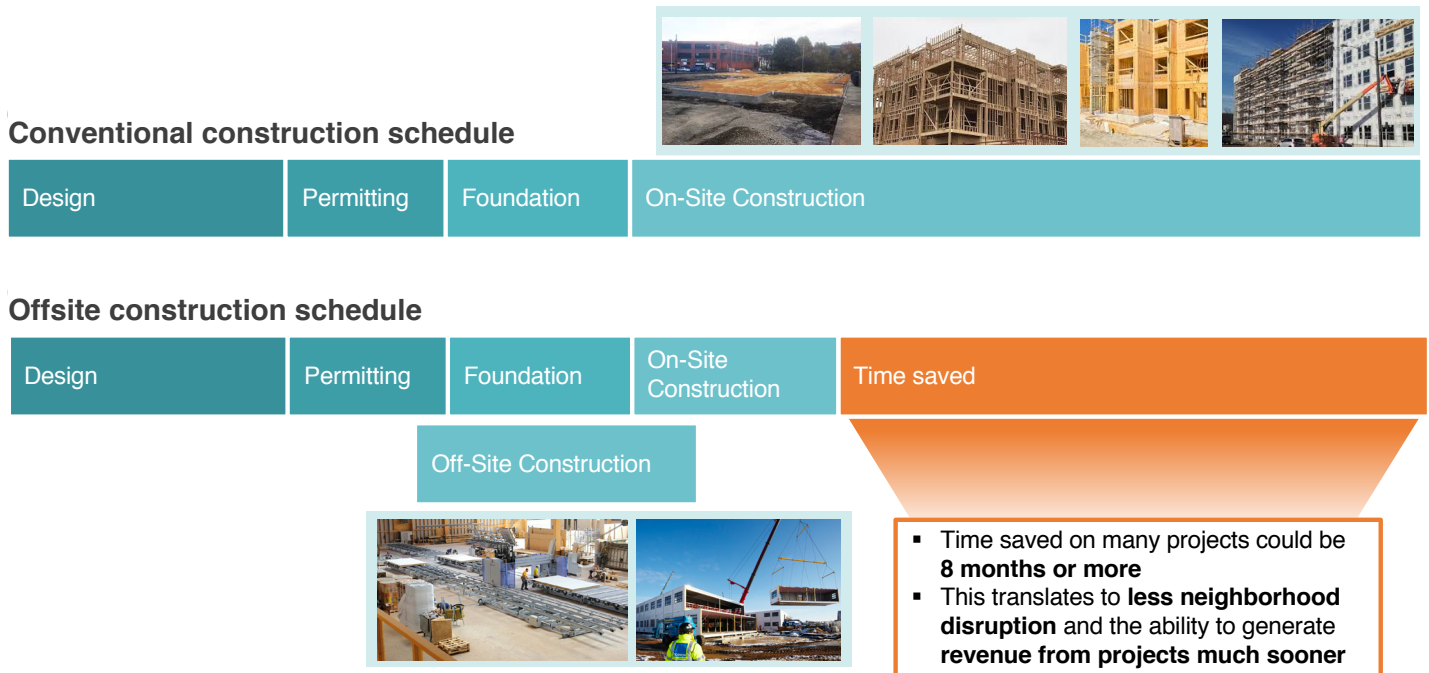 Conventional construction schedule
Design
Permitting
Foundation
On-Site Construction
Offsite construction schedule
Design
Permitting
Foundation
On-Site
Construction
Time saved
Off-Site Construction
▪ Time saved on many projects could be
8 months or more
▪ This translates to less neighborhood
disruption and the ability to generate
revenue from projects much sooner